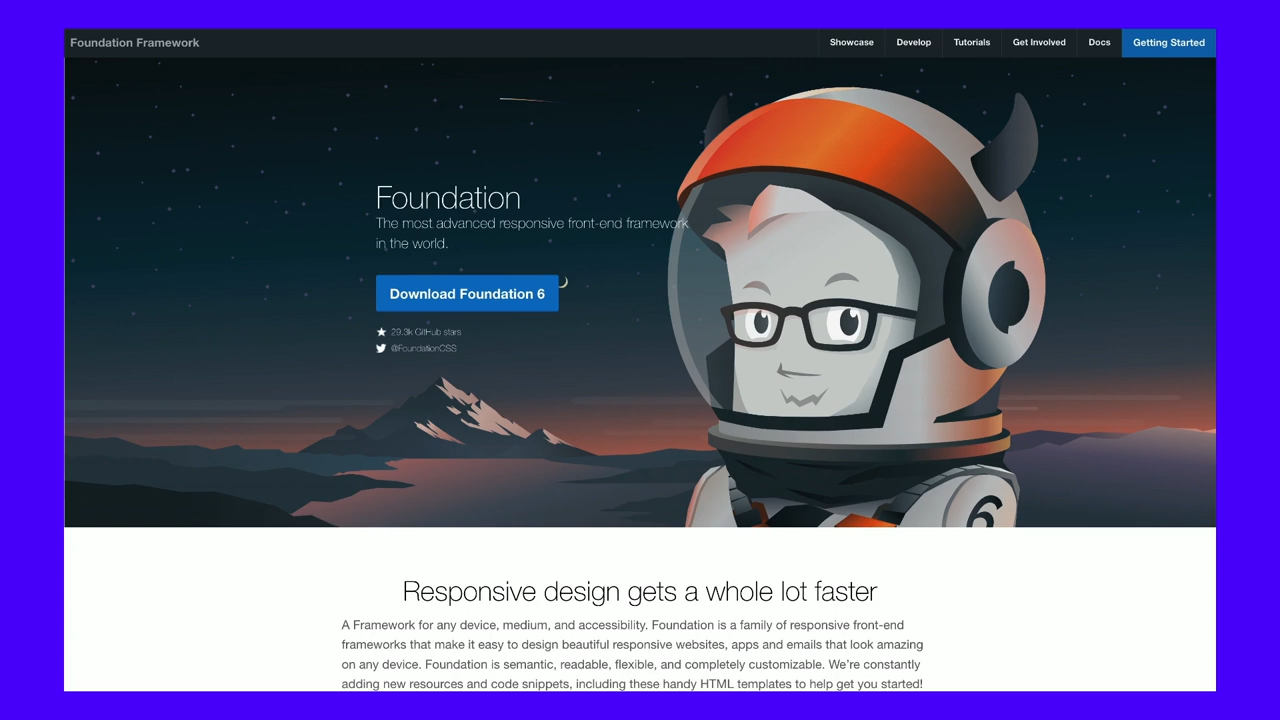 Foundation Framework
Showcase
Develop
Tutorials
Get Involved
Docs
Getting Started
Foundation
The most advanced responsive front-end framework
in the world.
Download Foundation 6
29.3k GitHub stars
@FoundationCSS
6
Responsive design gets a whole lot faster
A Framework for any device, medium, and accessibility. Foundation is a family of responsive front-end
frameworks that make it easy to design beautiful responsive websites, apps and emails that look amazing
on any device. Foundation is semantic, readable, flexible, and completely customizable. We’re constantly
adding new resources and code snippets, including these handy HTML templates to help get you started!